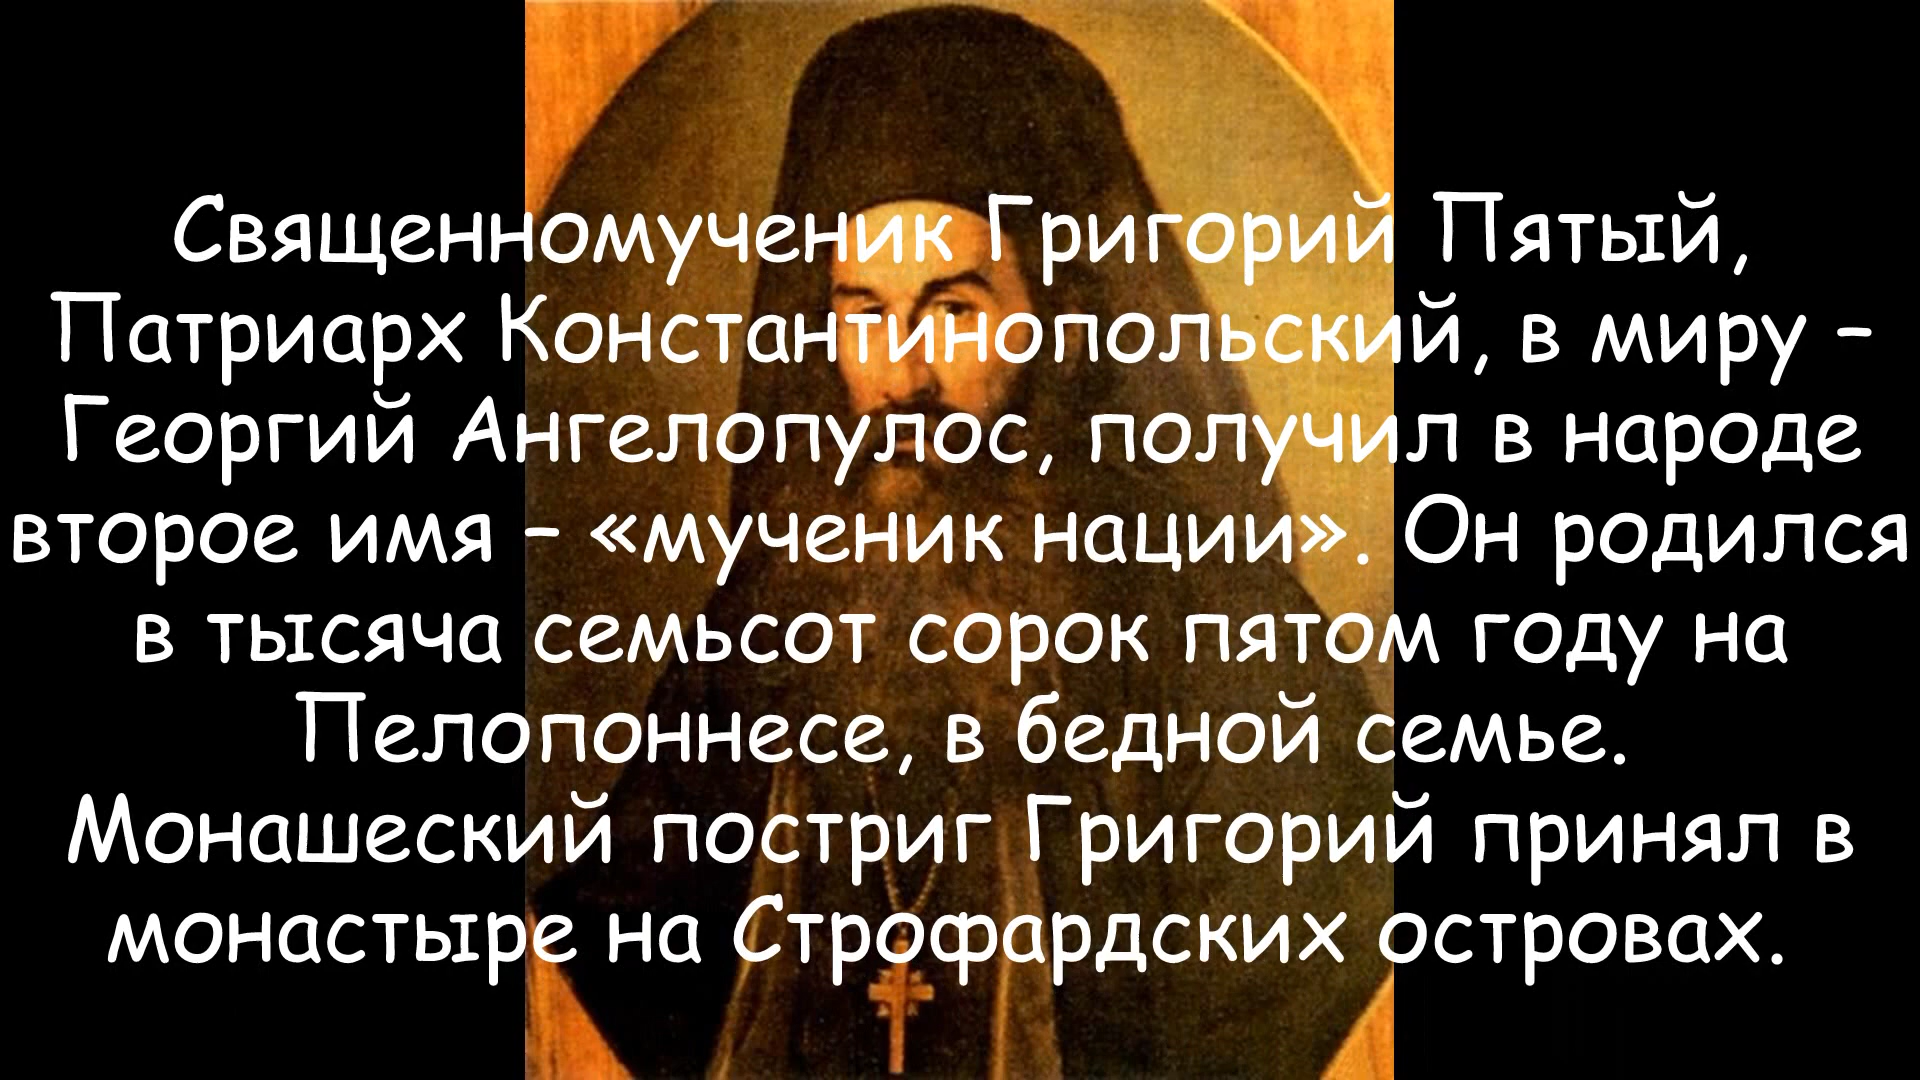 Священномученик Григорий Пятый,
Патриарх Константинопольский, в миру –
Георгий Ангелопулос, получил в народе
второе имя – «мученик нации». Он родился
в тысяча семьсот сорок пятом году на
Пелопоннесе, в бедной семье.
Монашеский постриг Григорий принял в
монастыре на Строфардских островах.